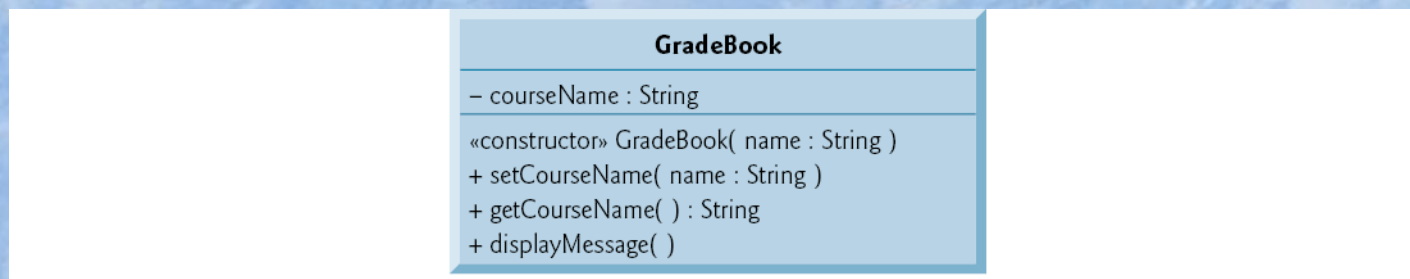 GradeBook
– courseName : String
«constructor» GradeBook( name : String )
+ setCourseName( name : String )
+ getCourseName( ) : String
+ displayMessage( )